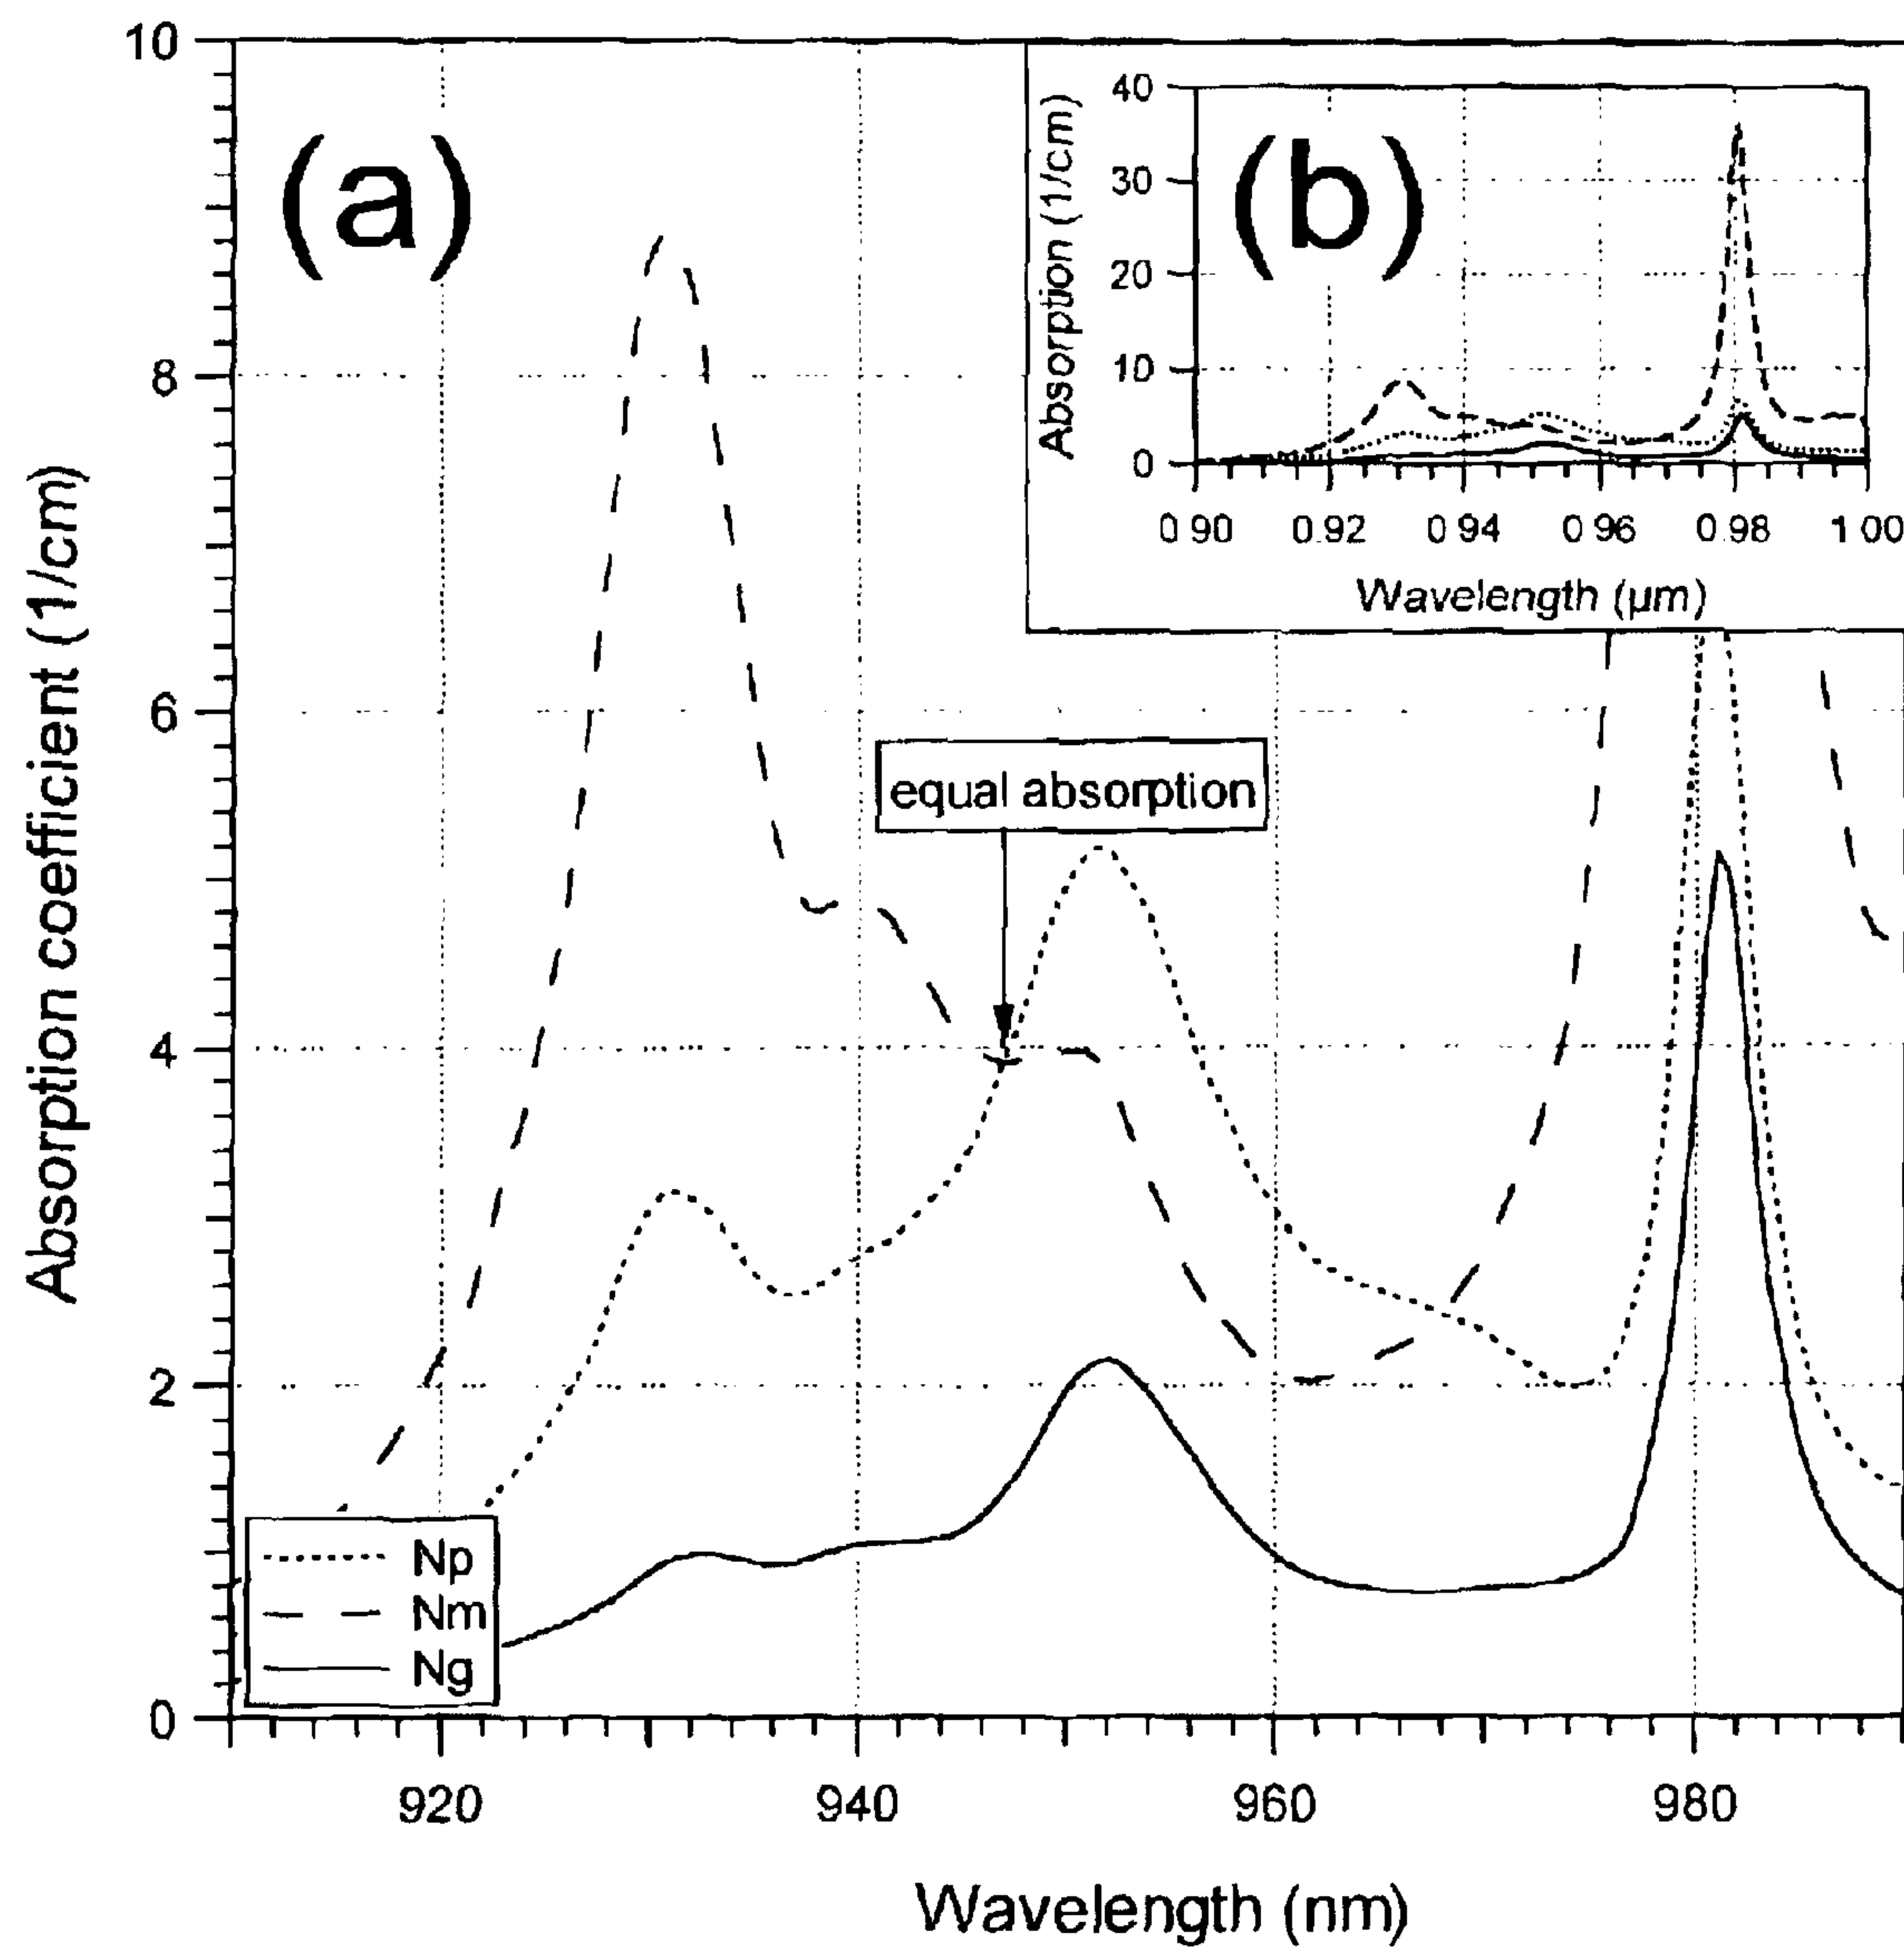 Absorption coefficient (1/cm)
10
8
6
4
2
0
(a)
equal absorption
Np
Nm
Ng
920 940 960 980
Wavelength (nm)
(b)
Absorption (1/cm)
40
30
20
10
0
0 90 0.92 0 94 0 96 0.98 1 00
Wavelength (µm)